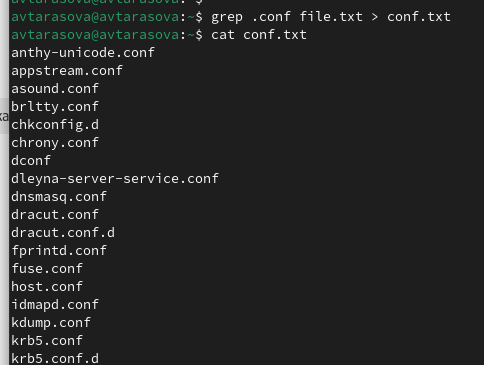 avtarasova@avtarasova:~$ grep .conf file.txt > conf.txt
avtarasova@avtarasova:~$ cat conf.txt
anthy-unicode.conf
appstream.conf
asound.conf
brltty.conf
chkconfig.d
chrony.conf
dconf
dleyna-server-service.conf
dnsmasq.conf
dracut.conf
dracut.conf.d
fprintd.conf
fuse.conf
host.conf
idmapd.conf
kdump.conf
krb5.conf
krb5.conf.d